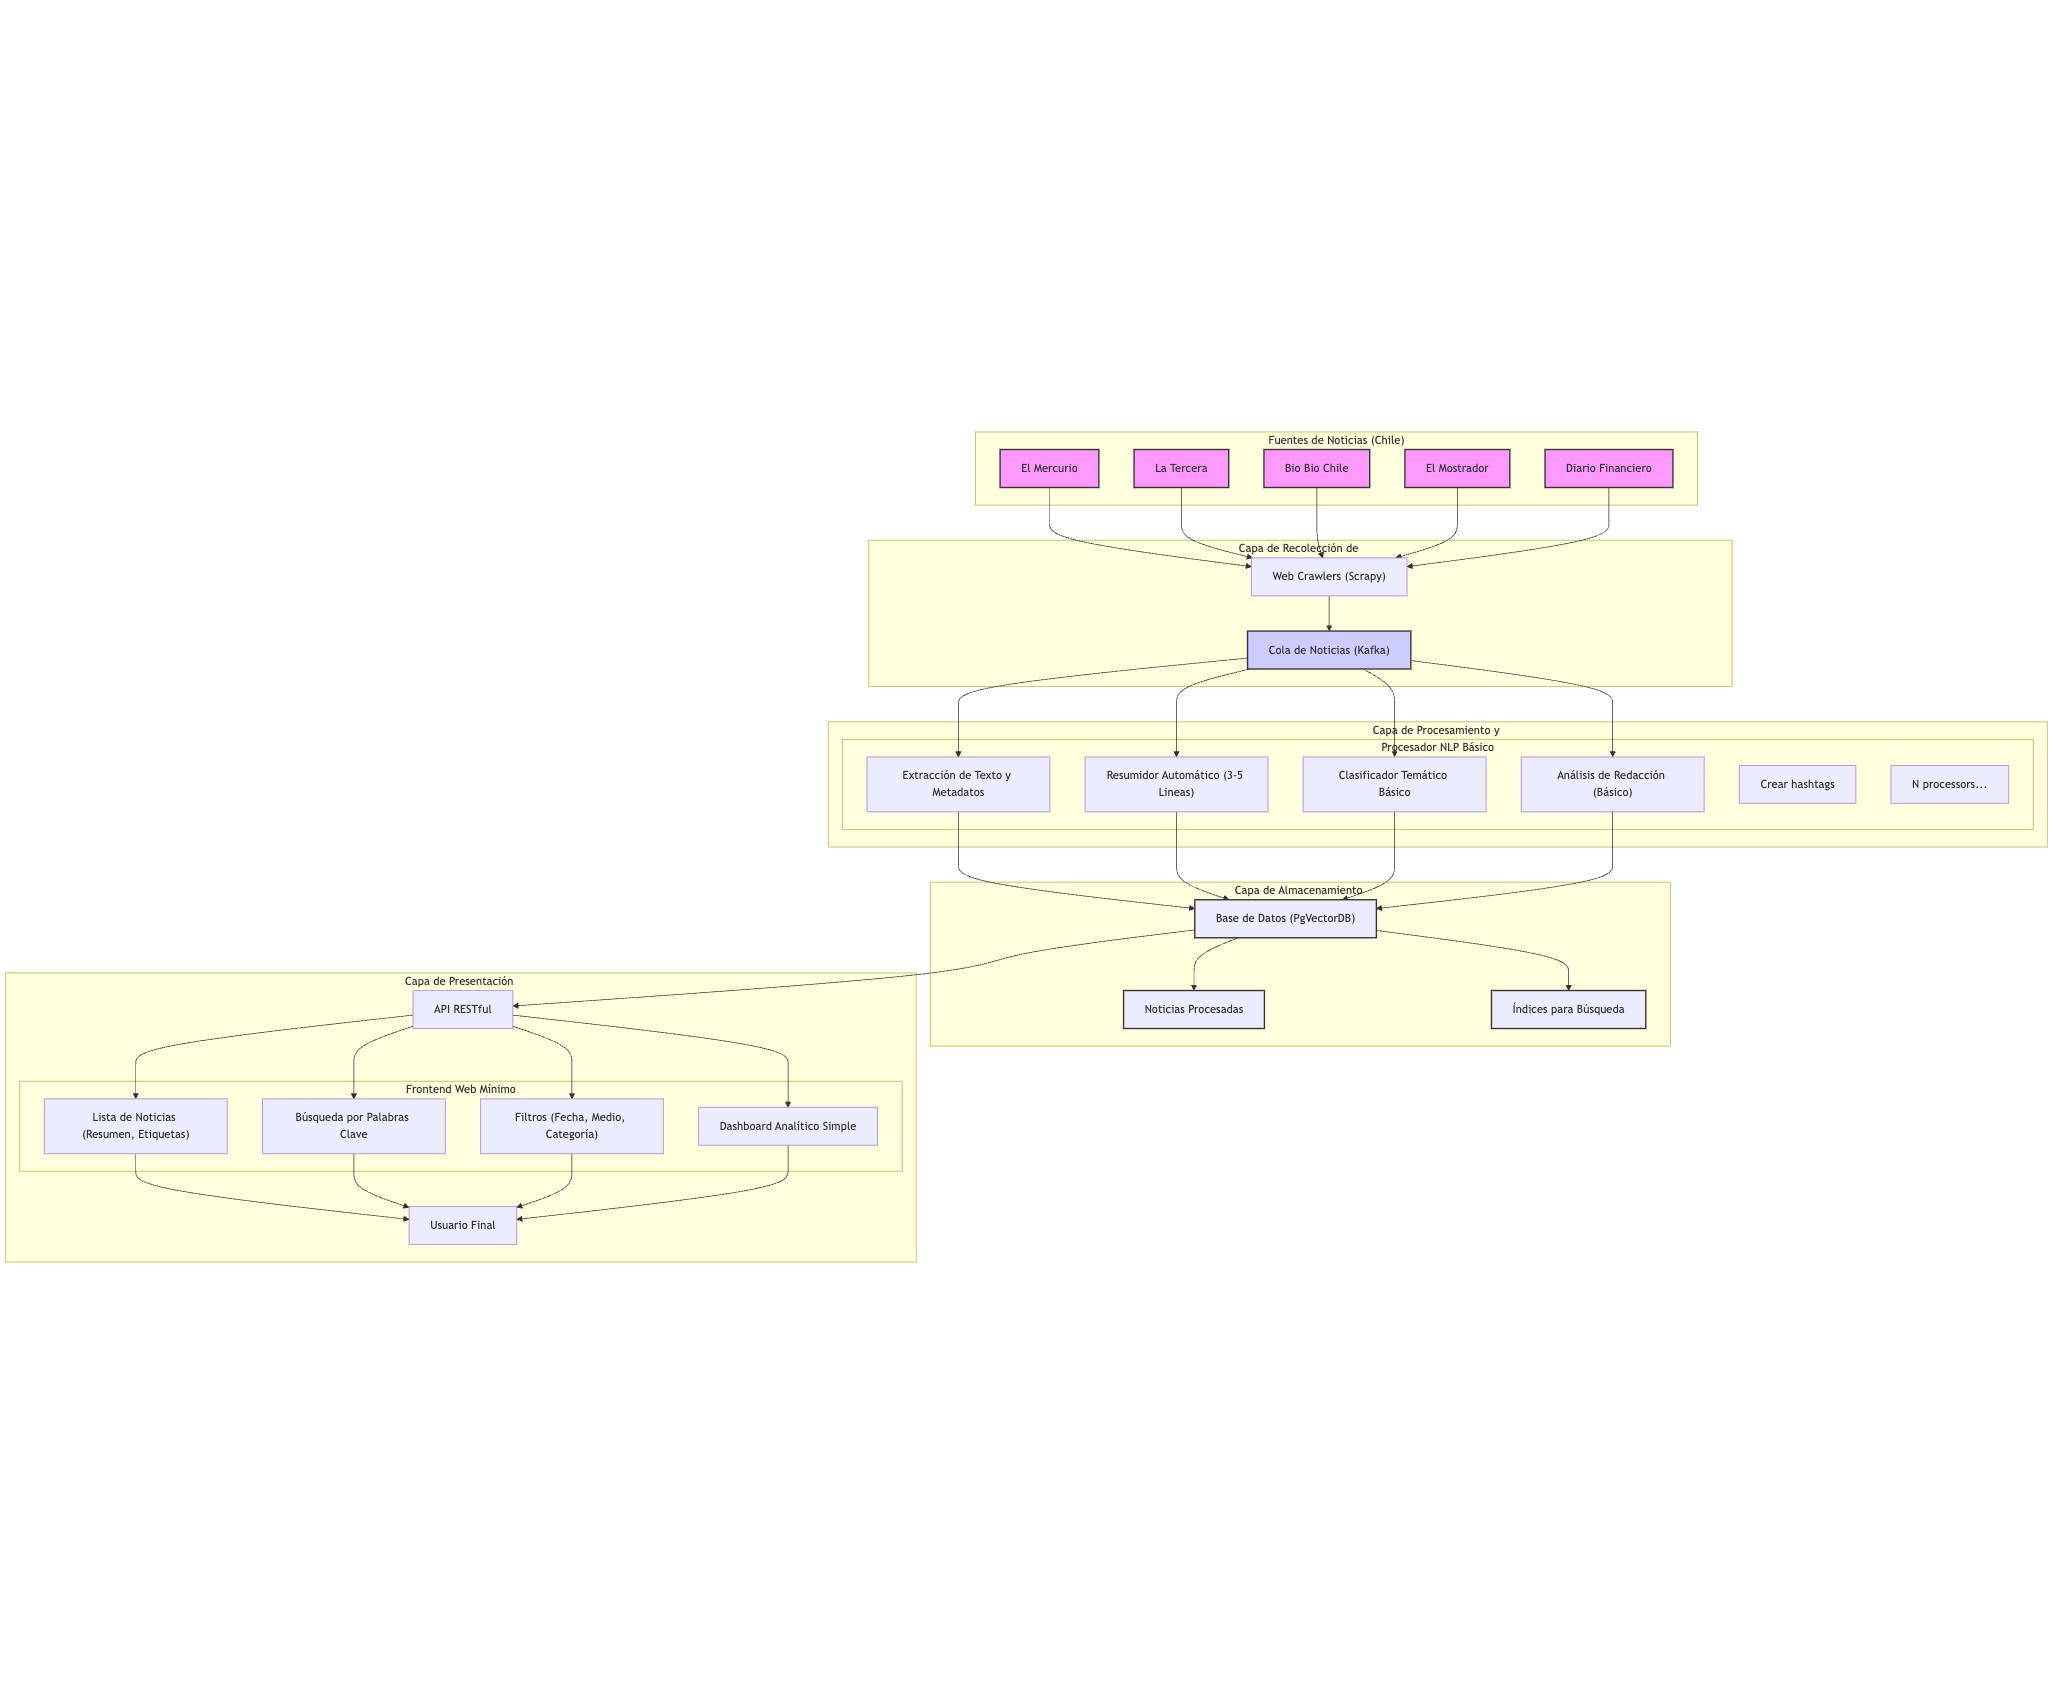 Fuentes de Noticias (Chile)
El Mercurio
La Tercera
Bio Bio Chile
El Mostrador
Diario Financiero
Capa de Recolección de
Web Crawlers (Scrapy)
Cola de Noticias (Kafka)
Capa de Procesamiento y
Procesador NLP Básico
Extracción de Texto y
Metadatos
Resumidor Automático (3-5
Lineas)
Clasificador Temático
Básico
Análisis de Redacción
(Básico)
Crear hashtags
N processors...
Capa de Almacenamiento
Base de Datos (PgVectorDB)
Noticias Procesadas
Índices para Búsqueda
Capa de Presentación
API RESTful
Frontend Web Mínimo
Lista de Noticias
(Resumen, Etiquetas)
Búsqueda por Palabras
Clave
Filtros (Fecha, Medio,
Categoría)
Dashboard Analítico Simple
Usuario Final